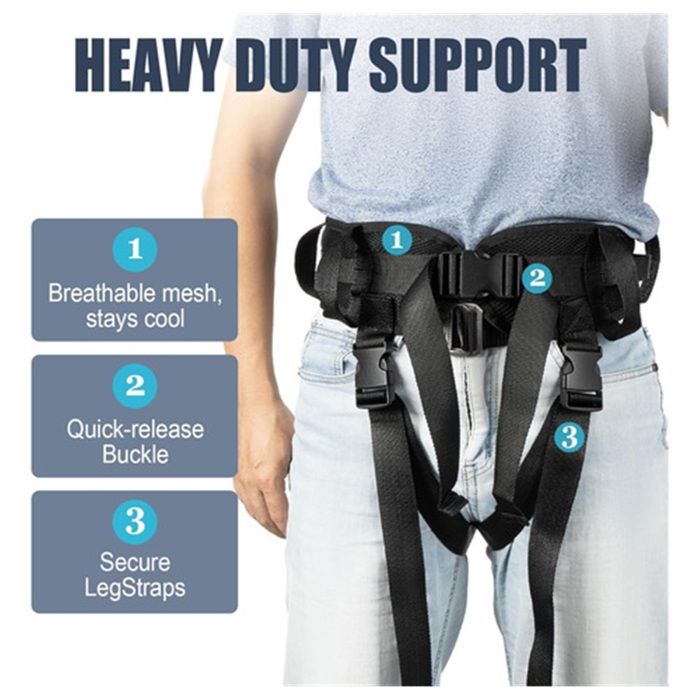 HEAVY DUTY SUPPORT
1
Breathable mesh,
stays cool
2
Quick-release
Buckle
3
Secure
LegStraps
1
2
3